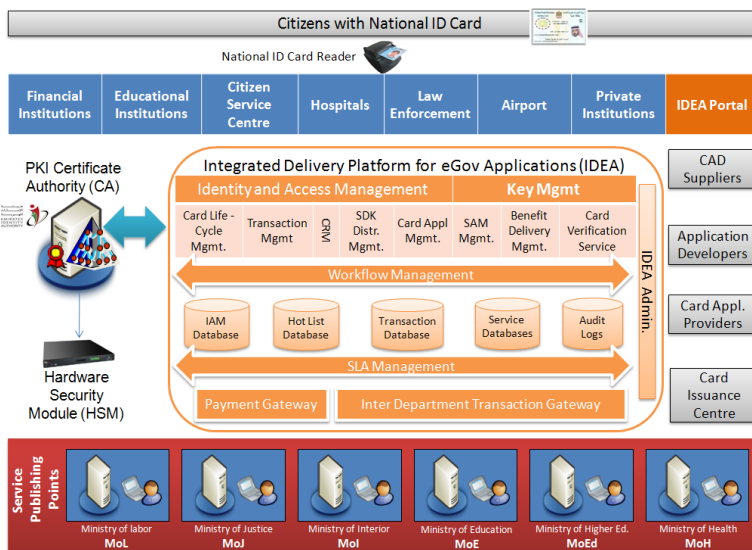 Citizens with National ID Card
National ID Card Reader
Financial
Institutions
Educational
Institutions
Citizen
Service
Centre
Hospitals
Law
Enforcement
Airport
Private
Institutions
IDEA Portal
PKI Certificate
Authority (CA)
Hardware
Security
Module (HSM)
Integrated Delivery Platform for eGov Applications (IDEA)
Identity and Access Management
Key Mgmt
Card Life -
Cycle
Mgmt.
Transaction
Mgmt
CRM
SDK
Distr.
Mgmt.
Card Appl
Mgmt.
SAM
Mgmt.
Benefit
Delivery
Mgmt.
Card
Verification
Service
Workflow Management
IAM
Database
Hot List
Database
Transaction
Database
Service
Databases
Audit
Logs
SLA Management
Payment Gateway
Inter Department Transaction Gateway
IDEA Admin.
CAD
Suppliers
Application
Developers
Card Appl.
Providers
Card
Issuance
Centre
Service
Publishing
Points
Ministry of labor
MoL
Ministry of Justice
MoJ
Ministry of Interior
MoI
Ministry of Education
MoE
Ministry of Higher Ed.
MoEd
Ministry of Health
MoH